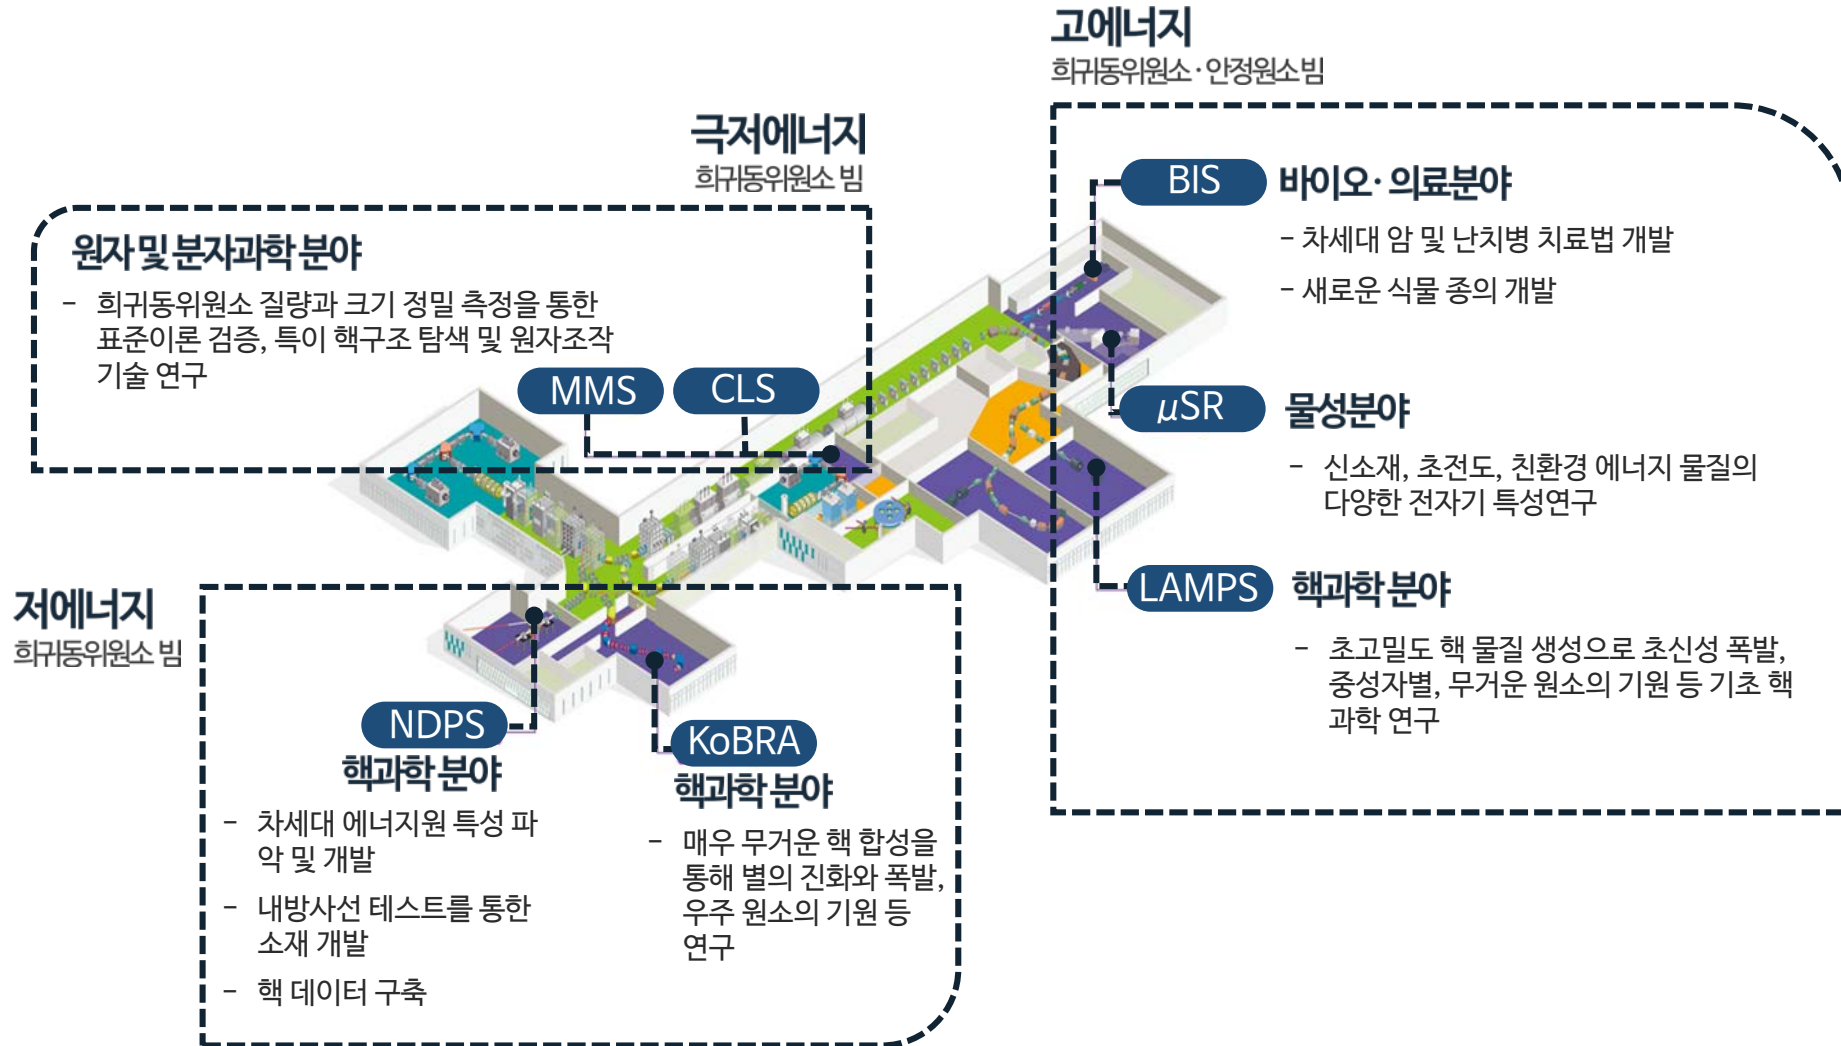 고에너지
희귀동위원소·안정원소빔
극저에너지
희귀동위원소 빔
원자 및 분자과학 분야
- 희귀동위원소 질량과 크기 정밀 측정을 통한
표준이론 검증, 특이 핵구조 탐색 및 원자조작
기술 연구
MMS
CLS
BIS
바이오·의료분야
- 차세대 암 및 난치병 치료법 개발
- 새로운 식물 종의 개발
μSR
물성분야
- 신소재, 초전도, 친환경 에너지 물질의
다양한 전자기 특성연구
LAMPS
핵과학 분야
- 초고밀도 핵 물질 생성으로 초신성 폭발,
중성자별, 무거운 원소의 기원 등 기초 핵
과학 연구
저에너지
희귀동위원소 빔
NDPS
핵과학 분야
- 차세대 에너지원 특성 파
악 및 개발
- 내방사선 테스트를 통한
소재 개발
- 핵 데이터 구축
KoBRA
핵과학 분야
- 매우 무거운 핵 합성을
통해 별의 진화와 폭발,
우주 원소의 기원 등
연구